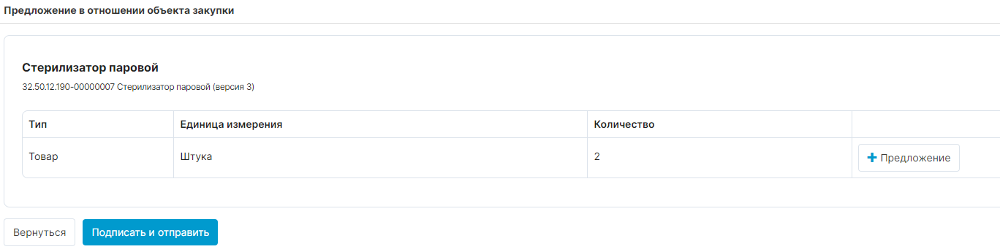 Предложение в отношении объекта закупки
Стерилизатор паровой
32.50.12.190-00000007 Стерилизатор паровой (версия 3)
Тип Единица измерения Количество
Товар Штука 2 + Предложение
Вернуться Подписать и отправить